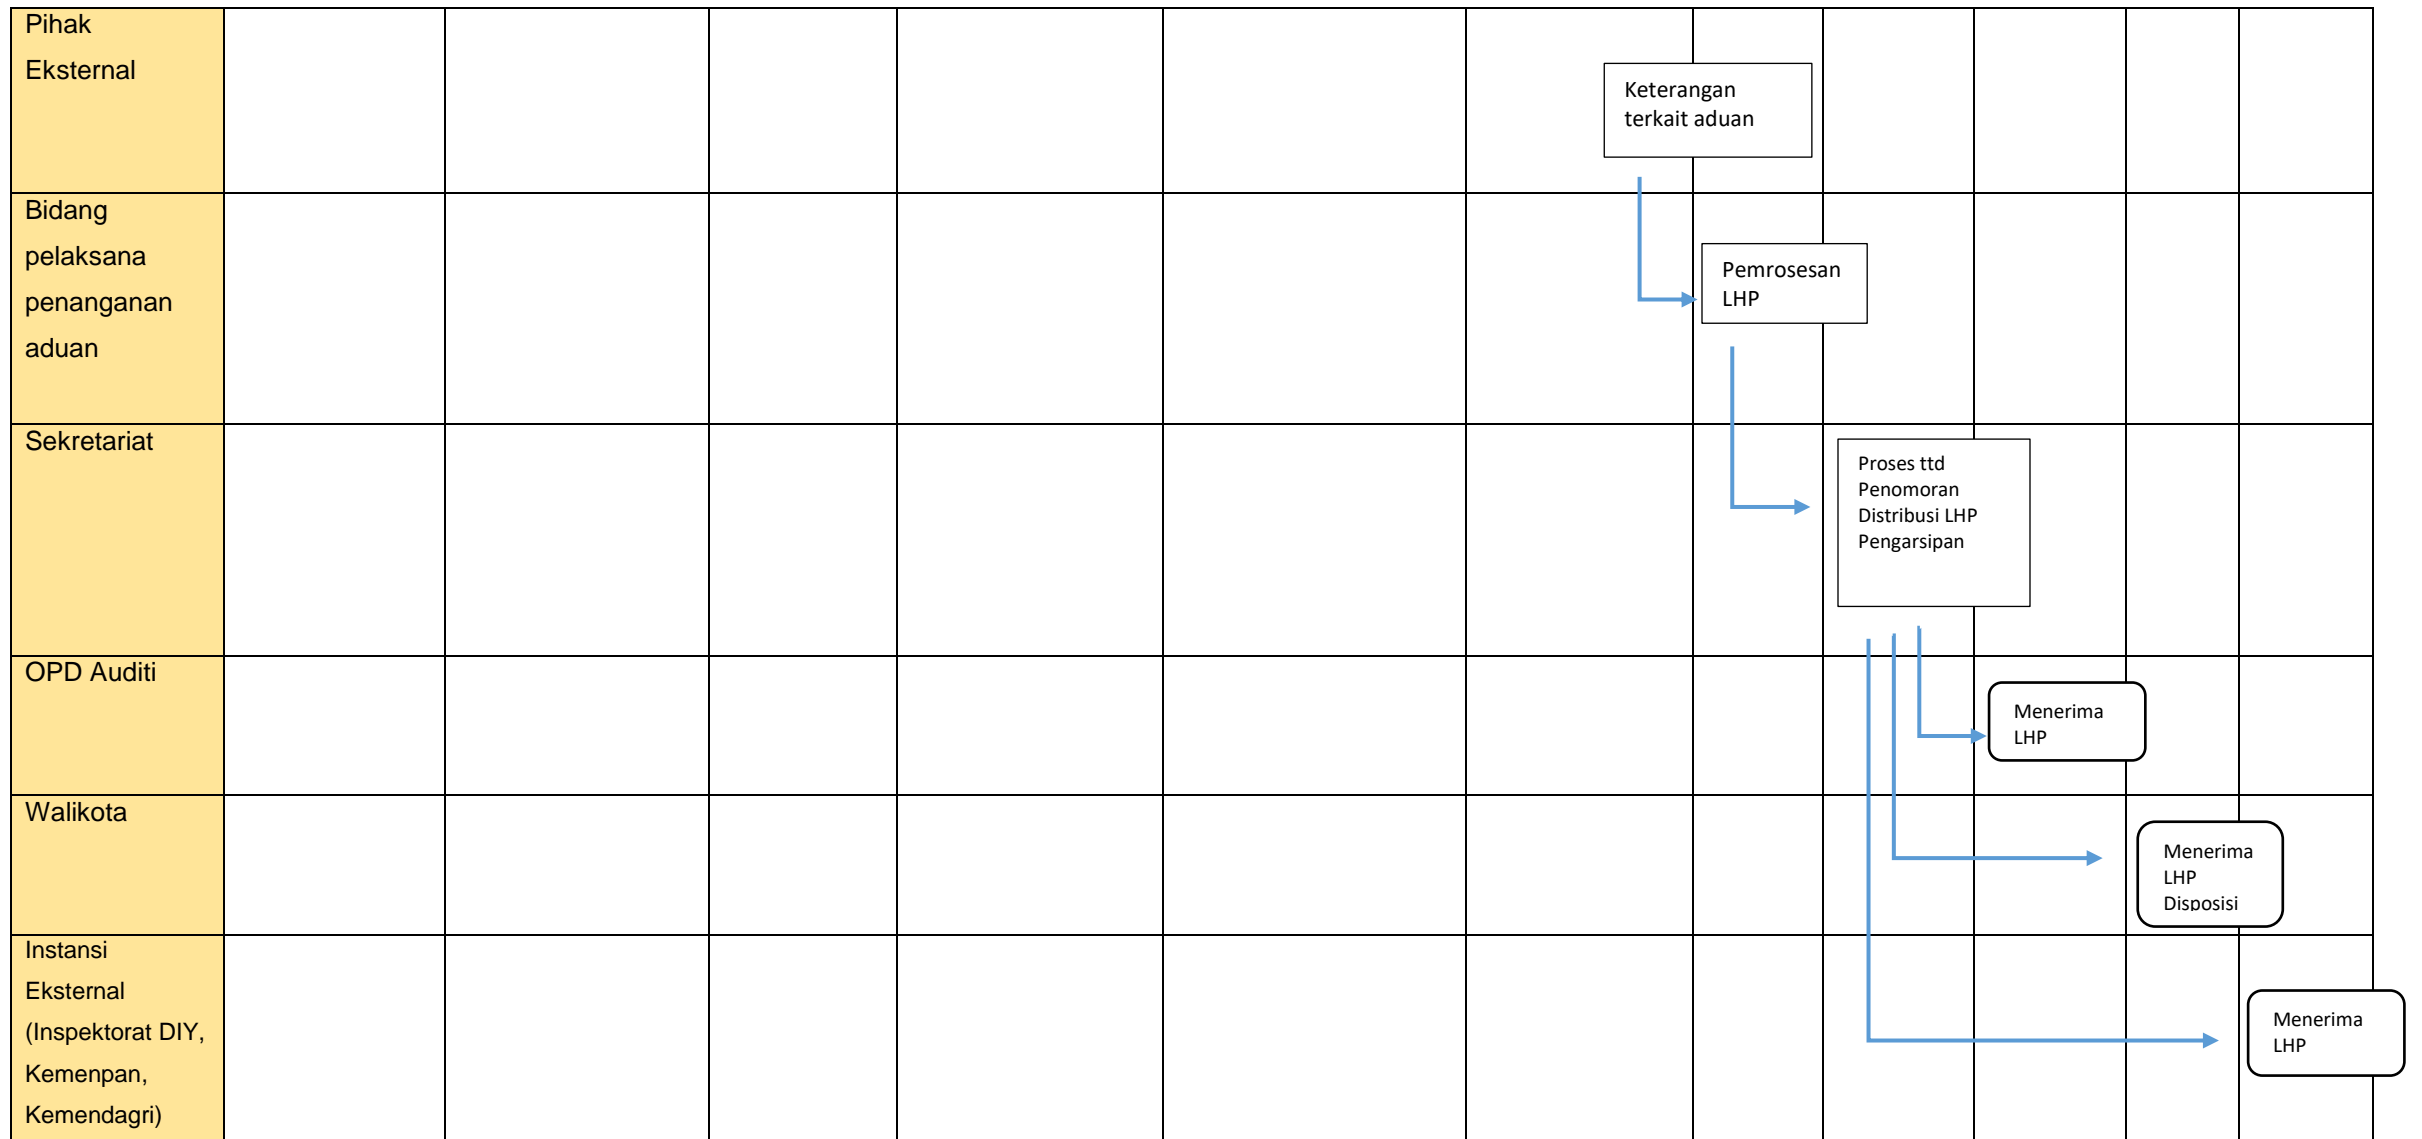 Pihak
Eksternal
Keterangan
terkait aduan
Bidang
pelaksana
penanganan
aduan
Pemrosesan
LHP
Sekretariat
Proses ttd
Penomoran
Distribusi LHP
Pengarsipan
OPD Auditi
Menerima
LHP
Walikota
Menerima
LHP
Disposisi
Instansi
Eksternal
(Inspektorat DIY,
Kemenpan,
Kemendagri)
Menerima
LHP